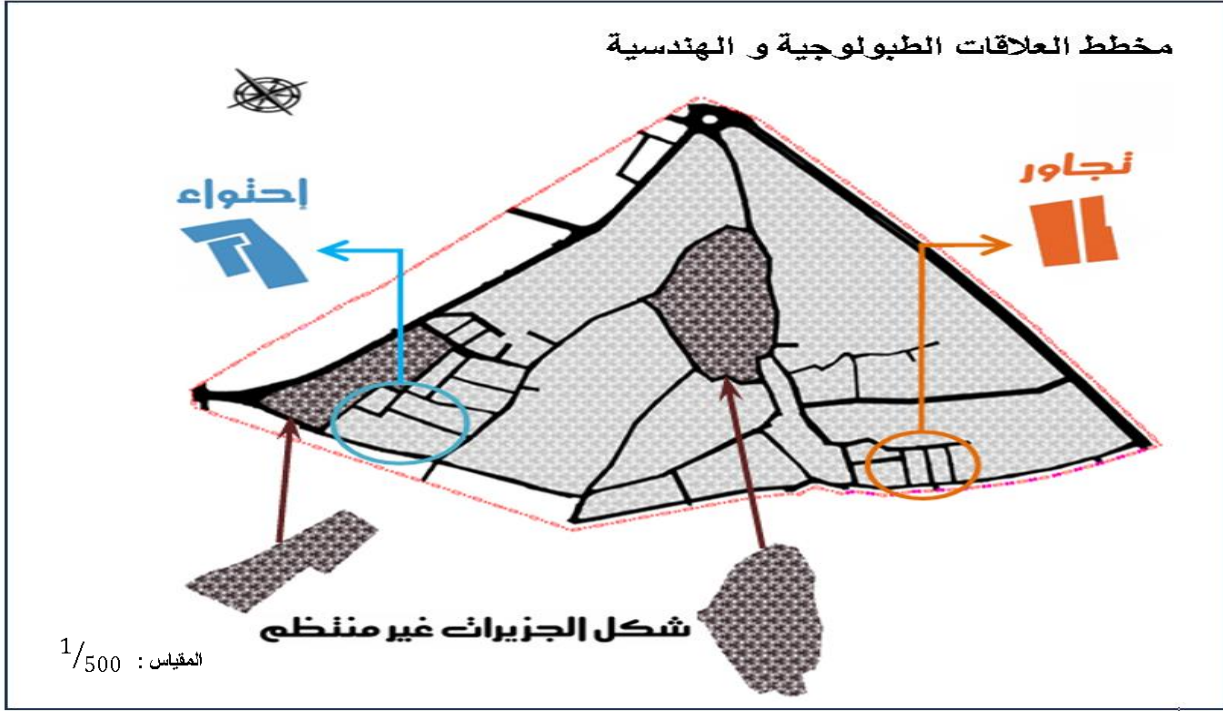 مخطط العلاقات الطبولوجية و الهندسية
تجاور
إحتواء
شكل الجزيرات غير منتظم
المقياس : 1/500